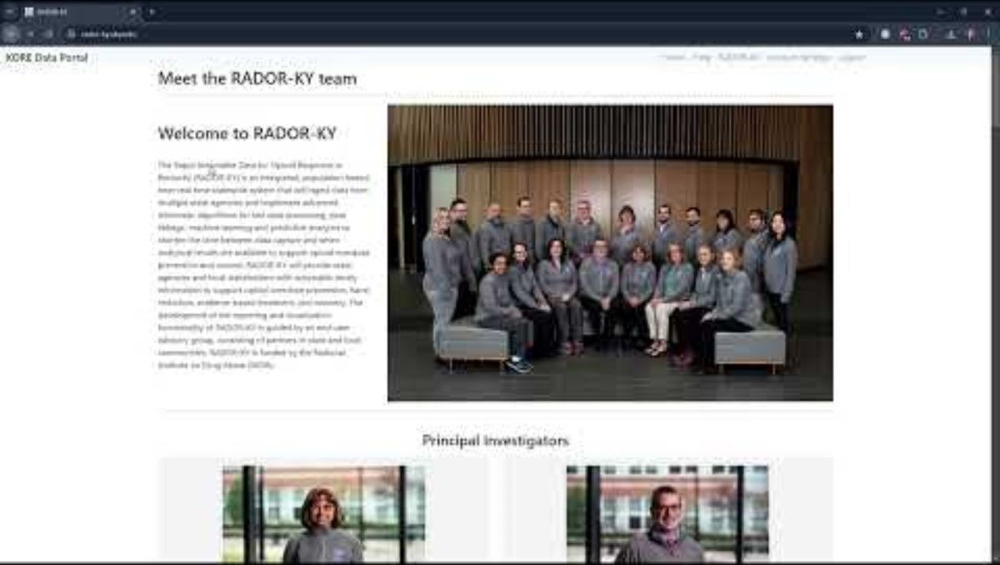 KORE Data Portal
Meet the RADOR-KY team
Welcome to RADOR-KY
The Rapid Actionable Data for Opioid Response in
Kentucky (RADOR-KY) is an integrated, population-based
near real-time statewide system that will ingest data from
multiple state agencies and implement advanced
informatic algorithms for fast data processing, data
linkage, machine learning and predictive analytics to
shorten the time between data capture and when
analytical results are available to support opioid overdose
prevention and control. RADOR-KY will provide state
agencies and local stakeholders with actionable timely
information to support opioid overdose prevention, harm
reduction, evidence-based treatment, and recovery. The
development of the reporting and visualization
functionality of RADOR-KY is guided by an end-user
advisory group, consisting of partners in state and local
communities. RADOR-KY is funded by the National
Institute on Drug Abuse (NIDA).
Principal Investigators